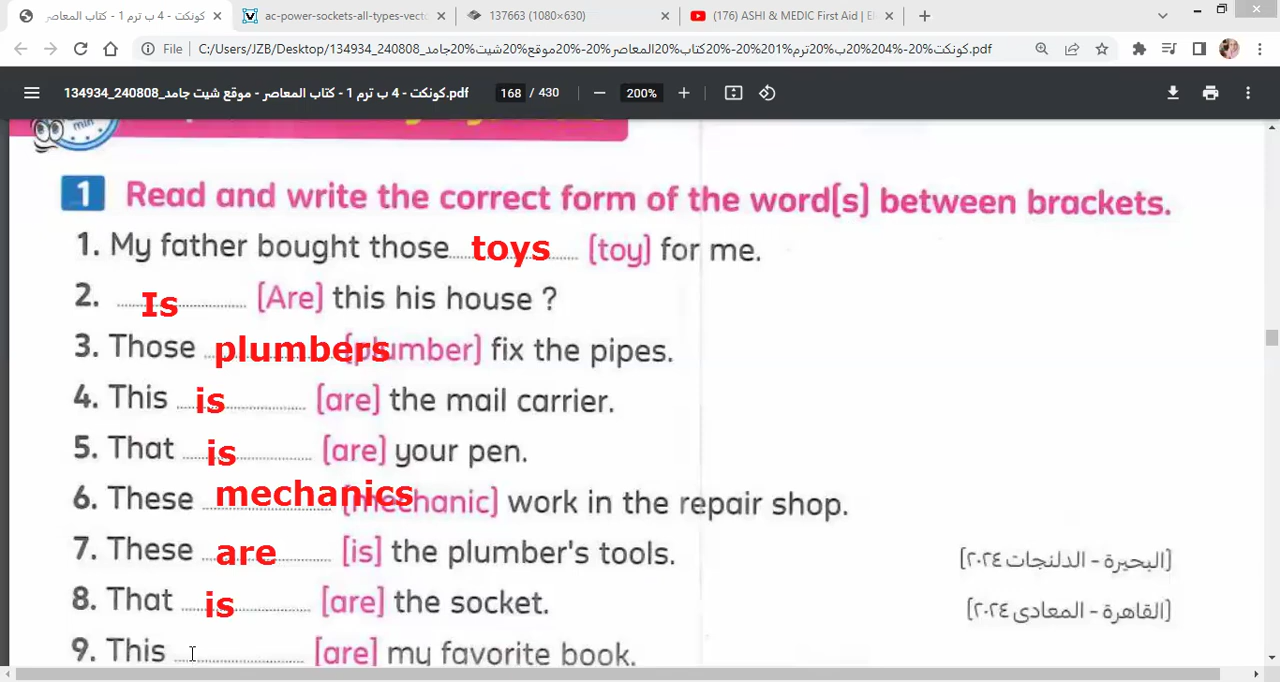 كونكت - 4 ب ترم 1 - كتاب المعاصر
ac-power-sockets-all-types-vecto
137663 (1080×630)
(176) ASHI & MEDIC First Aid | El
File
C:/Users/JZB/Desktop/134934_240808_كونكت%20-%204%20ب%20ترم%201%20-%20كتاب%20المعاصر%20-%20موقع%20شيت%20جامد.pdf
134934_240808_كونكت - 4 ب ترم 1 - كتاب المعاصر - موقع شيت جامد.pdf
168 / 430
200%
min
1 Read and write the correct form of the word(s) between brackets.
1. My father bought those toys (toy) for me.
2. Is (Are) this his house ?
3. Those plumbers (plumber) fix the pipes.
4. This is (are) the mail carrier.
5. That is (are) your pen.
6. These mechanics (mechanic) work in the repair shop.
7. These are [is] the plumber's tools.
[البحيرة - الدلنجات ٢٠٢٤]
8. That is [are] the socket.
[القاهرة - المعادى ٢٠٢٤]
9. This [are] my favorite book.